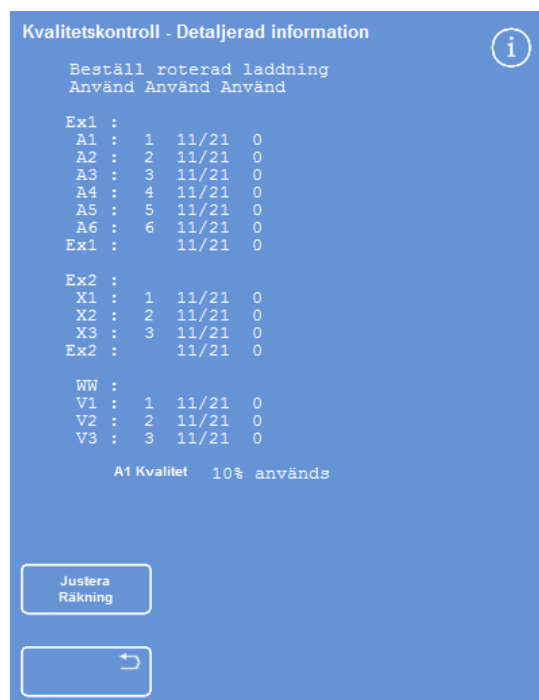 Kvalitetskontroll - Detaljerad information
i
Beställ roterad laddning
Använd Använd Använd
Ex1 :
A1 : 1 11/21 0
A2 : 2 11/21 0
A3 : 3 11/21 0
A4 : 4 11/21 0
A5 : 5 11/21 0
A6 : 6 11/21 0
Ex1 : 11/21 0
Ex2 :
X1 : 1 11/21 0
X2 : 2 11/21 0
X3 : 3 11/21 0
Ex2 : 11/21 0
WW :
V1 : 1 11/21 0
V2 : 2 11/21 0
V3 : 3 11/21 0
A1 Kvalitet 10% används
Justera
Räkning